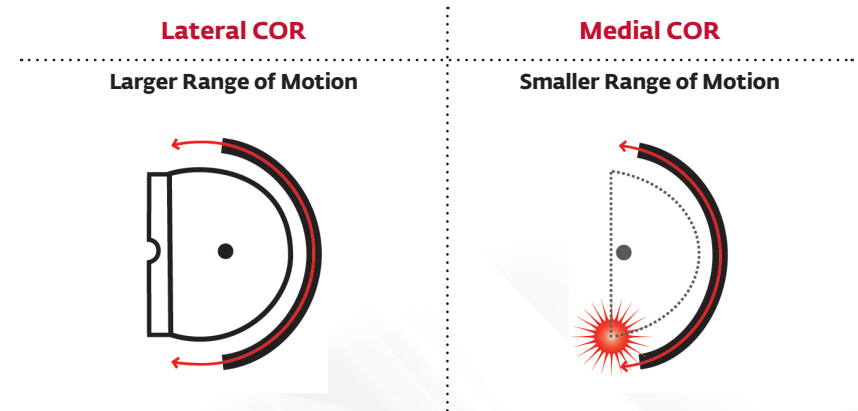 Lateral COR
Medial COR
Larger Range of Motion
Smaller Range of Motion